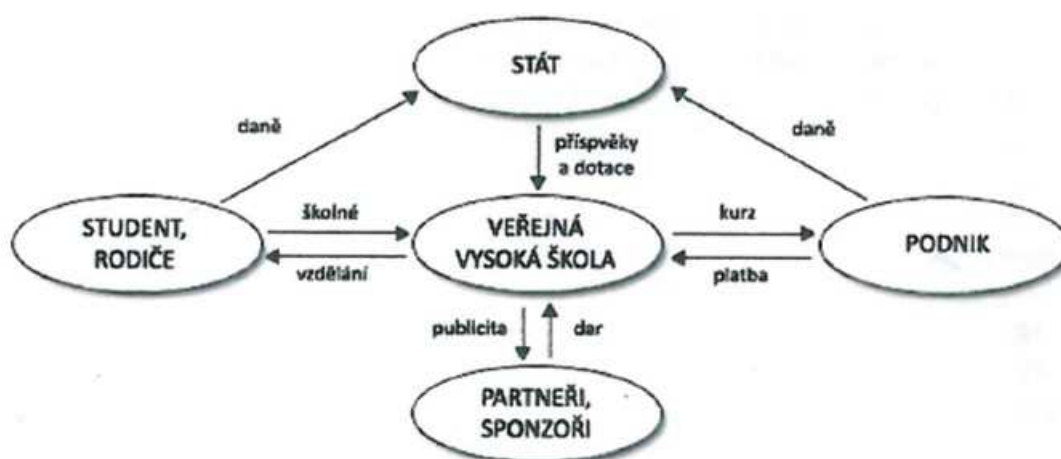 STÁT
daně
příspěvky
a dotace
daně
STUDENT,
RODIČE
školné
vzdělání
VEŘEJNÁ
VYSOKÁ ŠKOLA
kurz
platba
PODNIK
publicita
dar
PARTNEŘI,
SPONZOŘI